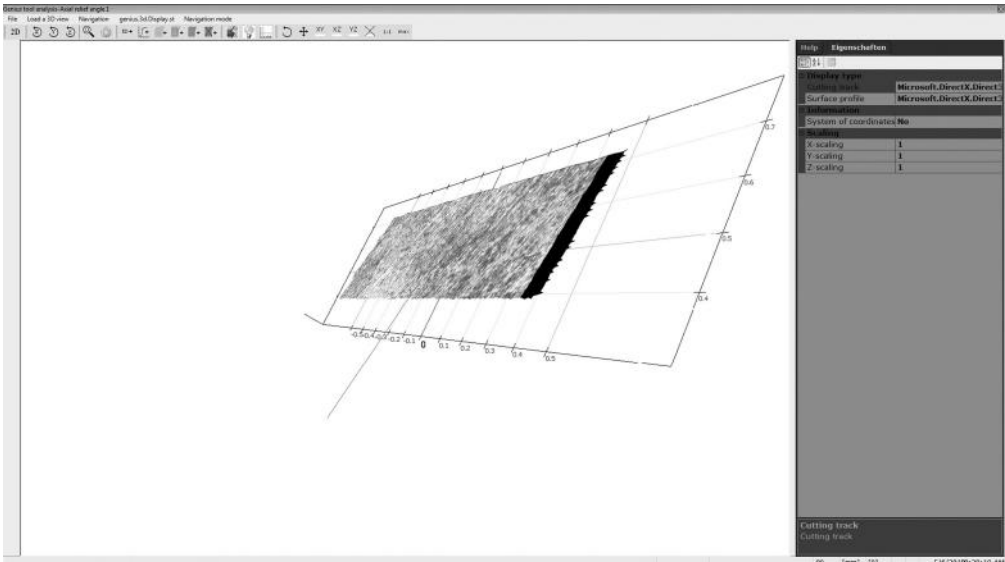 Genius tool analysis-Axial relief angle.1
File Load a 3D view Navigation genius.3d.Display.st Navigation mode
2D XY XZ YZ 1:1
Help Eigenschaften
Display type
Cutting track Microsoft.DirectX.Direct3
Surface profile Microsoft.DirectX.Direct3
Information
System of coordinates No
Scaling
X-scaling 1
Y-scaling 1
Z-scaling 1
0.7
0.6
0.5
0.4
-0.5 -0.4 -0.3 -0.2 -0.1 0 0.1 0.2 0.3 0.4 0.5
Cutting track
Cutting track